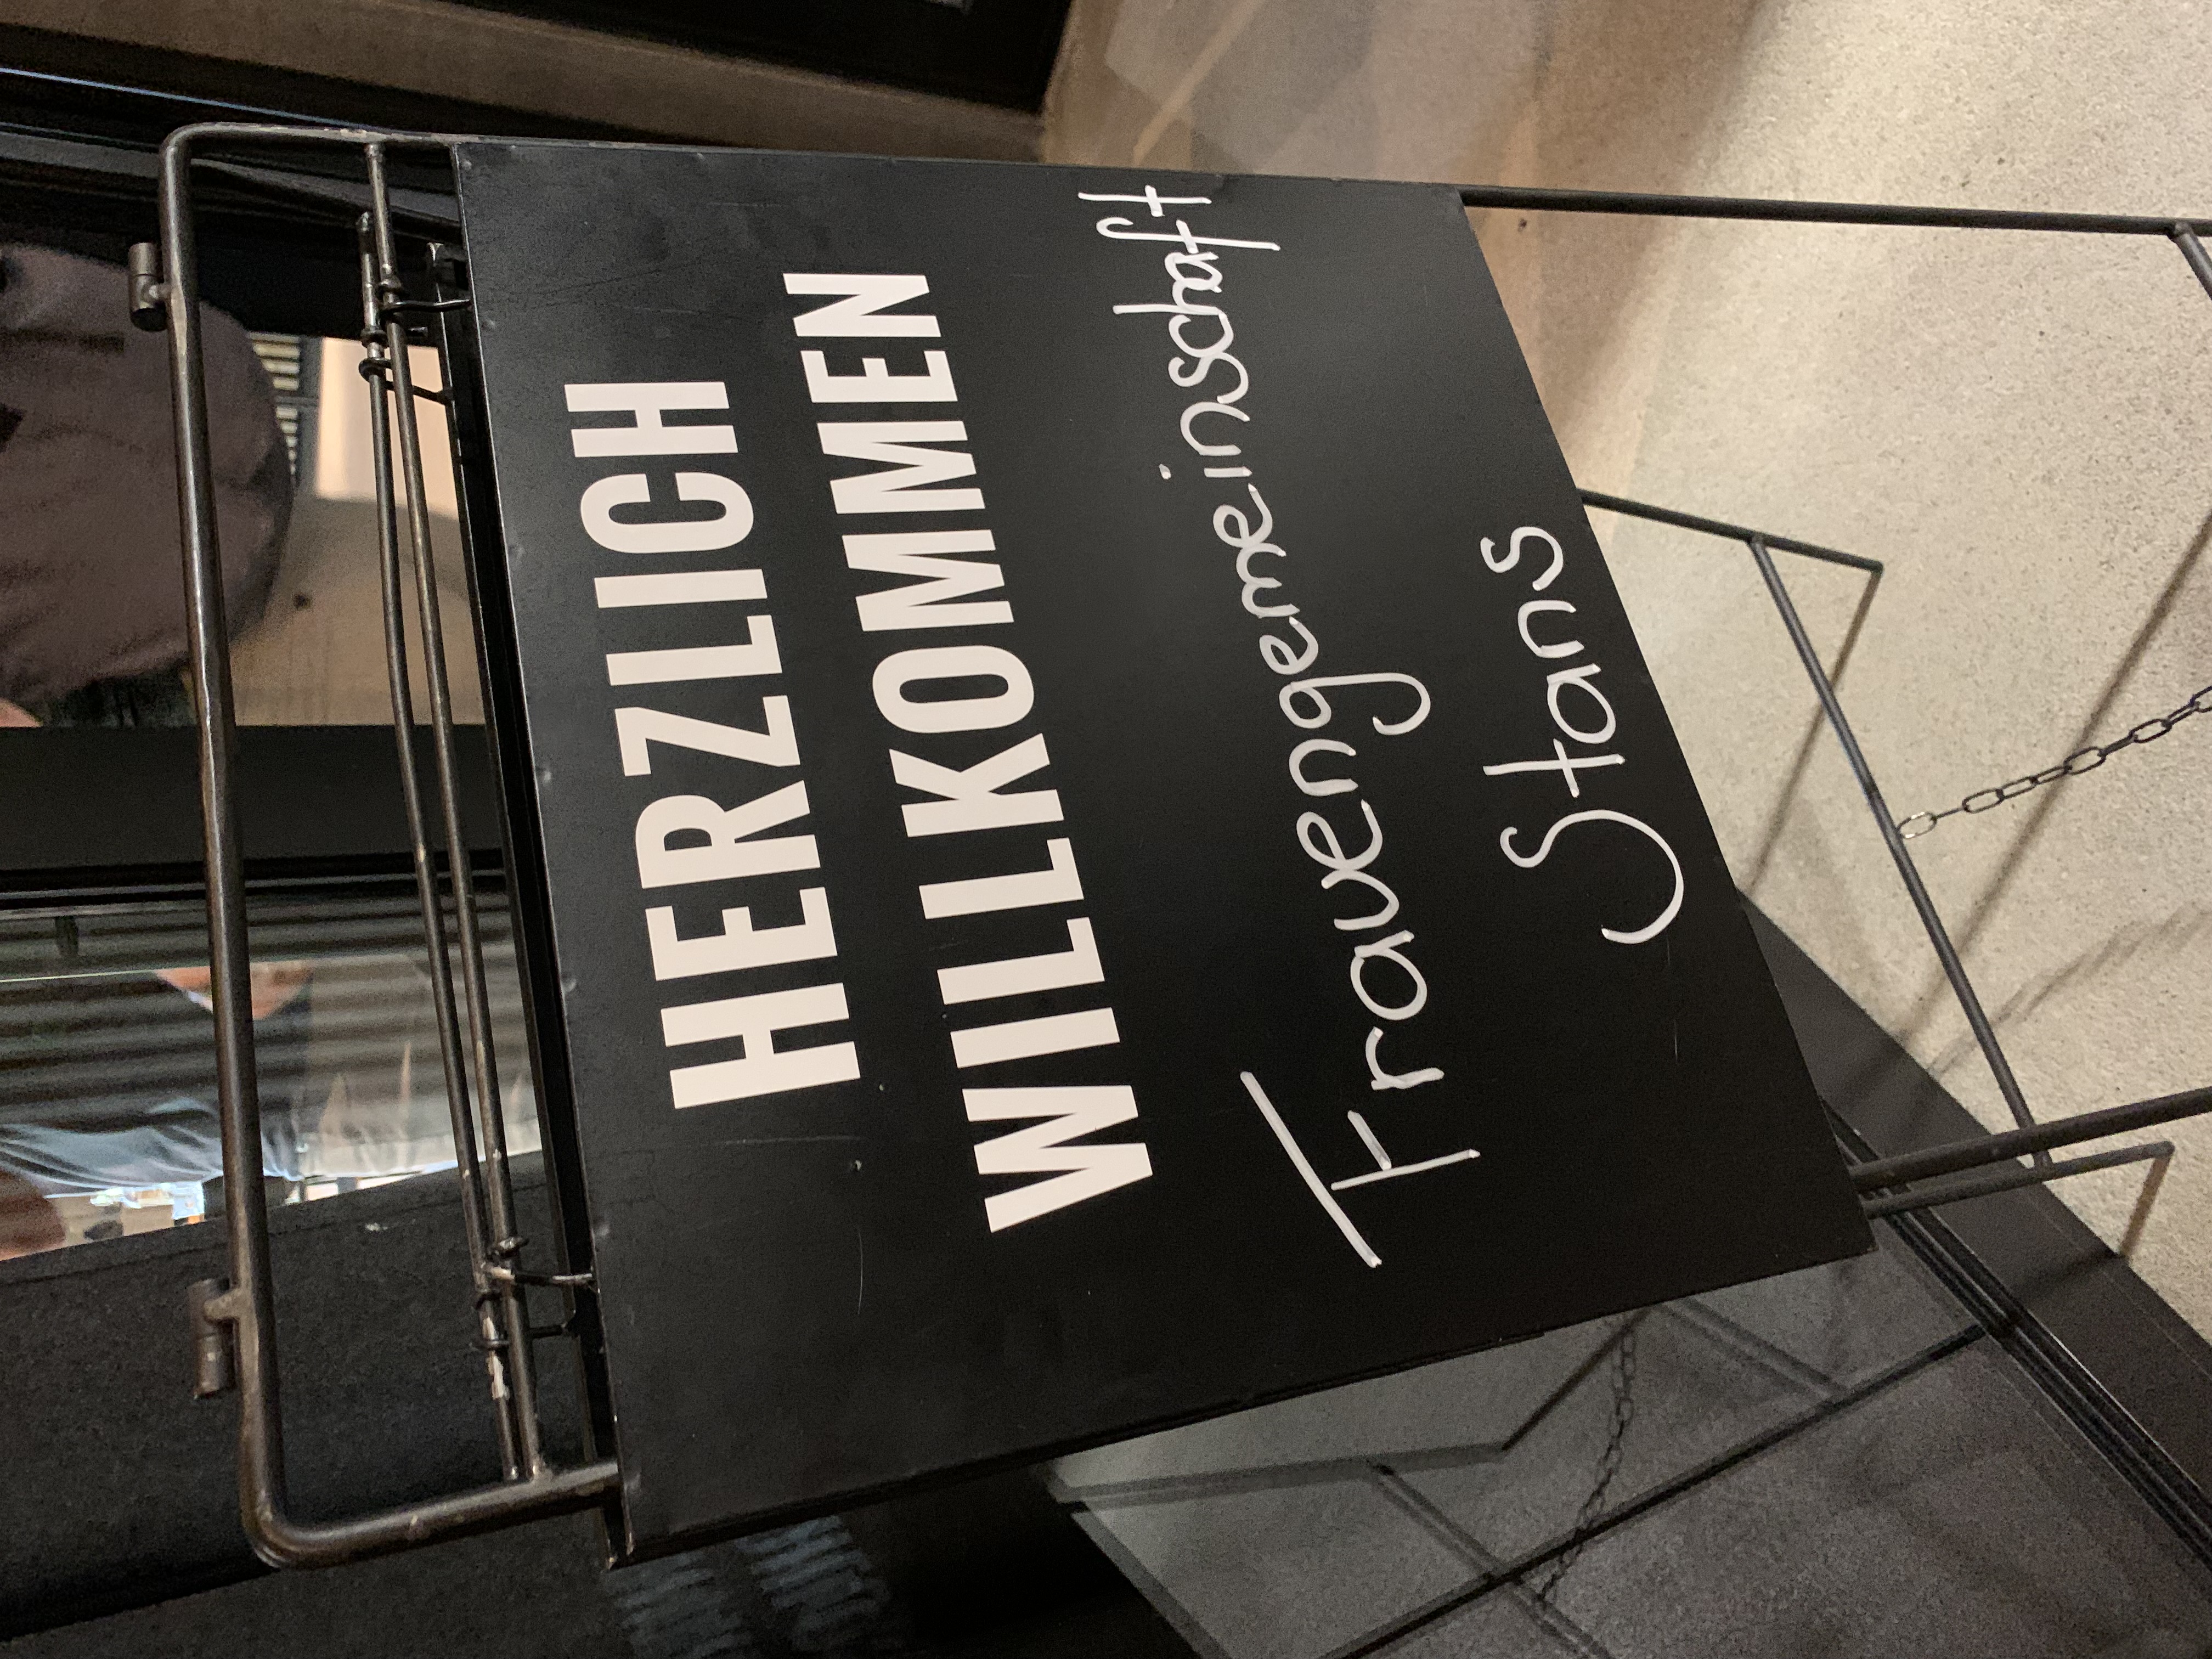 HERZLICH
WILLKOMMEN
Frauengemeinschaft
Stans